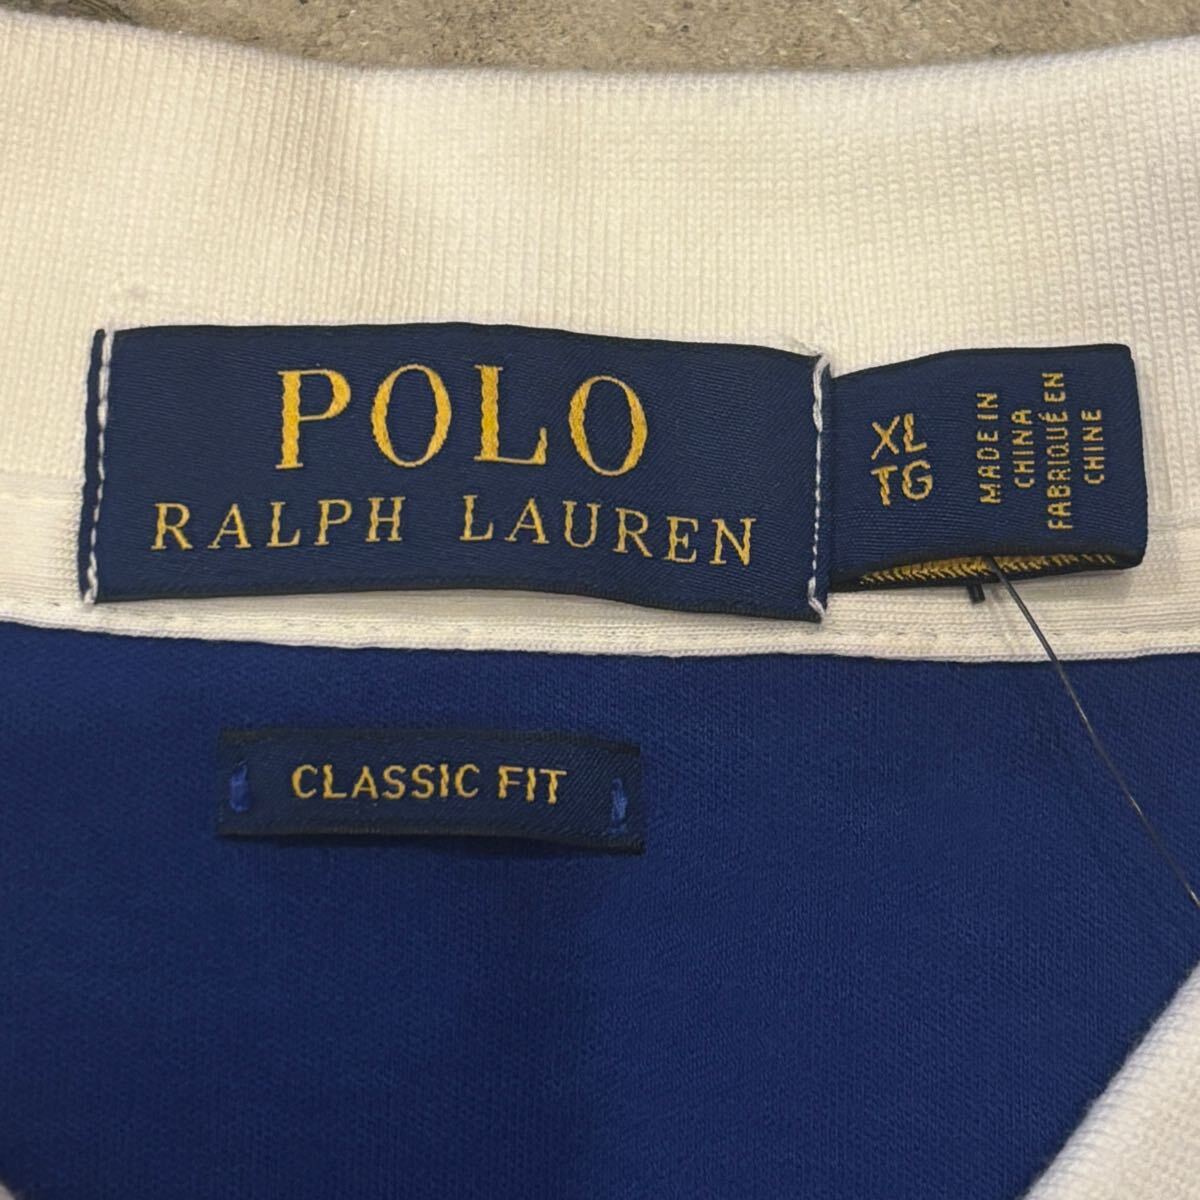 POLO
RALPH LAUREN
XL
TG
MADE IN
CHINA
FABRIQUÉ EN
CHINE
CLASSIC FIT